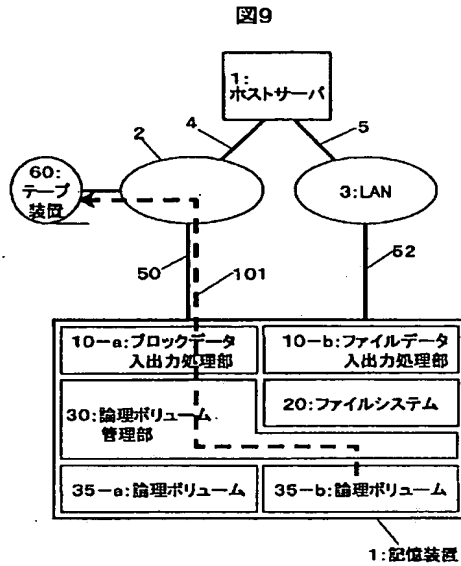 図9
1:
ホストサーバ
4
5
2
60:
テープ
装置
3:LAN
50
101
52
10-a:ブロックデータ
入出力処理部
10-b:ファイルデータ
入出力処理部
30:論理ボリューム
管理部
20:ファイルシステム
35-a:論理ボリューム
35-b:論理ボリューム
1:記憶装置